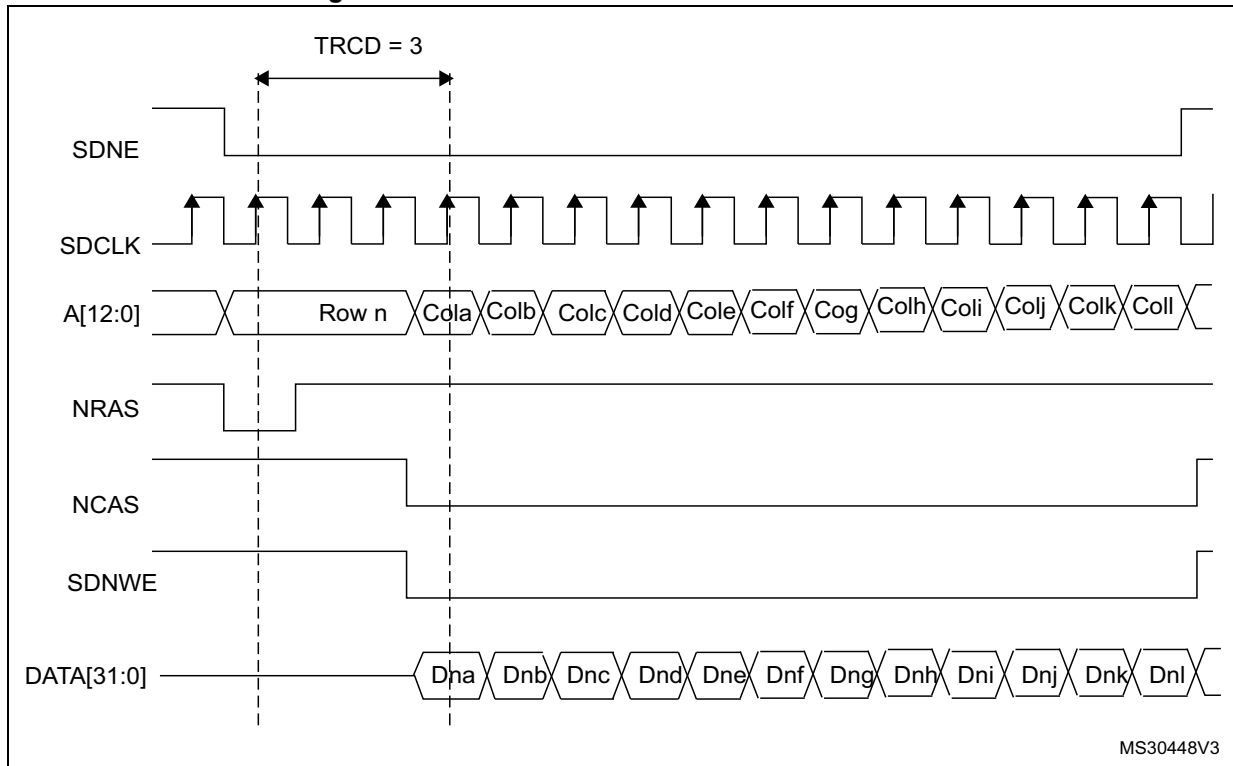 TRCD = 3
SDNE
SDCLK
A[12:0] Row n Cola Colb Colc Cold Cole Colf Cog Colh Coli Colj Colk Coll
NRAS
NCAS
SDNWE
DATA[31:0] Dna Dnb Dnc Dnd Dne Dnf Dng Dnh Dni Dnj Dnk Dnl
MS30448V3